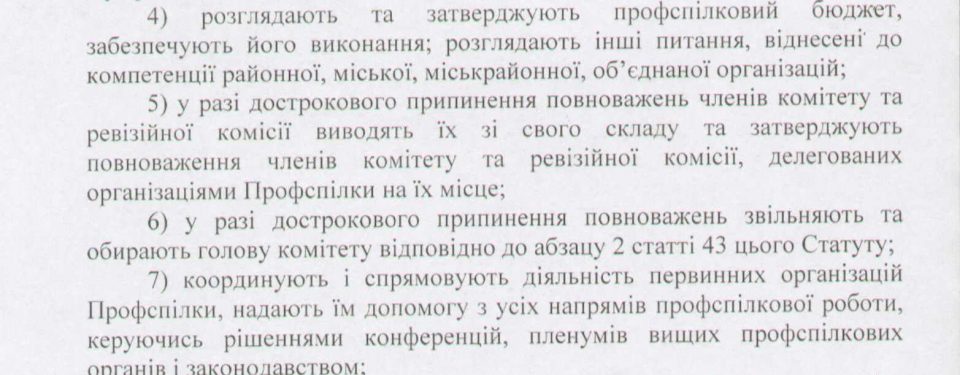 4) розглядають та затверджують профспілковий бюджет,
забезпечують його виконання; розглядають інші питання, віднесені до
компетенції районної, міської, міськрайонної, об’єднаної організацій;
5) у разі дострокового припинення повноважень членів комітету та
ревізійної комісії виводять їх зі свого складу та затверджують
повноваження членів комітету та ревізійної комісії, делегованих
організаціями Профспілки на їх місце;
6) у разі дострокового припинення повноважень звільняють та
обирають голову комітету відповідно до абзацу 2 статті 43 цього Статуту;
7) координують і спрямовують діяльність первинних організацій
Профспілки, надають їм допомогу з усіх напрямів профспілкової роботи,
керуючись рішеннями конференцій, пленумів вищих профспілкових
органів і законодавством;